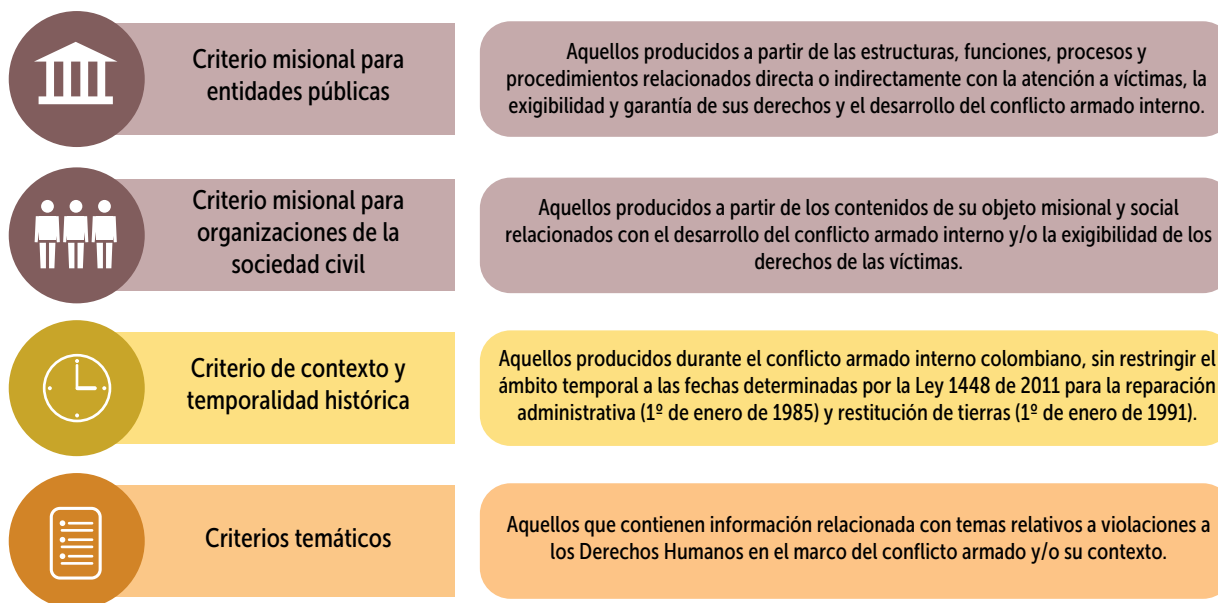 Criterio misional para
entidades públicas
Aquellos producidos a partir de las estructuras, funciones, procesos y
procedimientos relacionados directa o indirectamente con la atención a víctimas, la
exigibilidad y garantía de sus derechos y el desarrollo del conflicto armado interno.
Criterio misional para
organizaciones de la
sociedad civil
Aquellos producidos a partir de los contenidos de su objeto misional y social
relacionados con el desarrollo del conflicto armado interno y/o la exigibilidad de los
derechos de las víctimas.
Criterio de contexto y
temporalidad histórica
Aquellos producidos durante el conflicto armado interno colombiano, sin restringir el
ámbito temporal a las fechas determinadas por la Ley 1448 de 2011 para la reparación
administrativa (1º de enero de 1985) y restitución de tierras (1º de enero de 1991).
Criterios temáticos
Aquellos que contienen información relacionada con temas relativos a violaciones a
los Derechos Humanos en el marco del conflicto armado y/o su contexto.